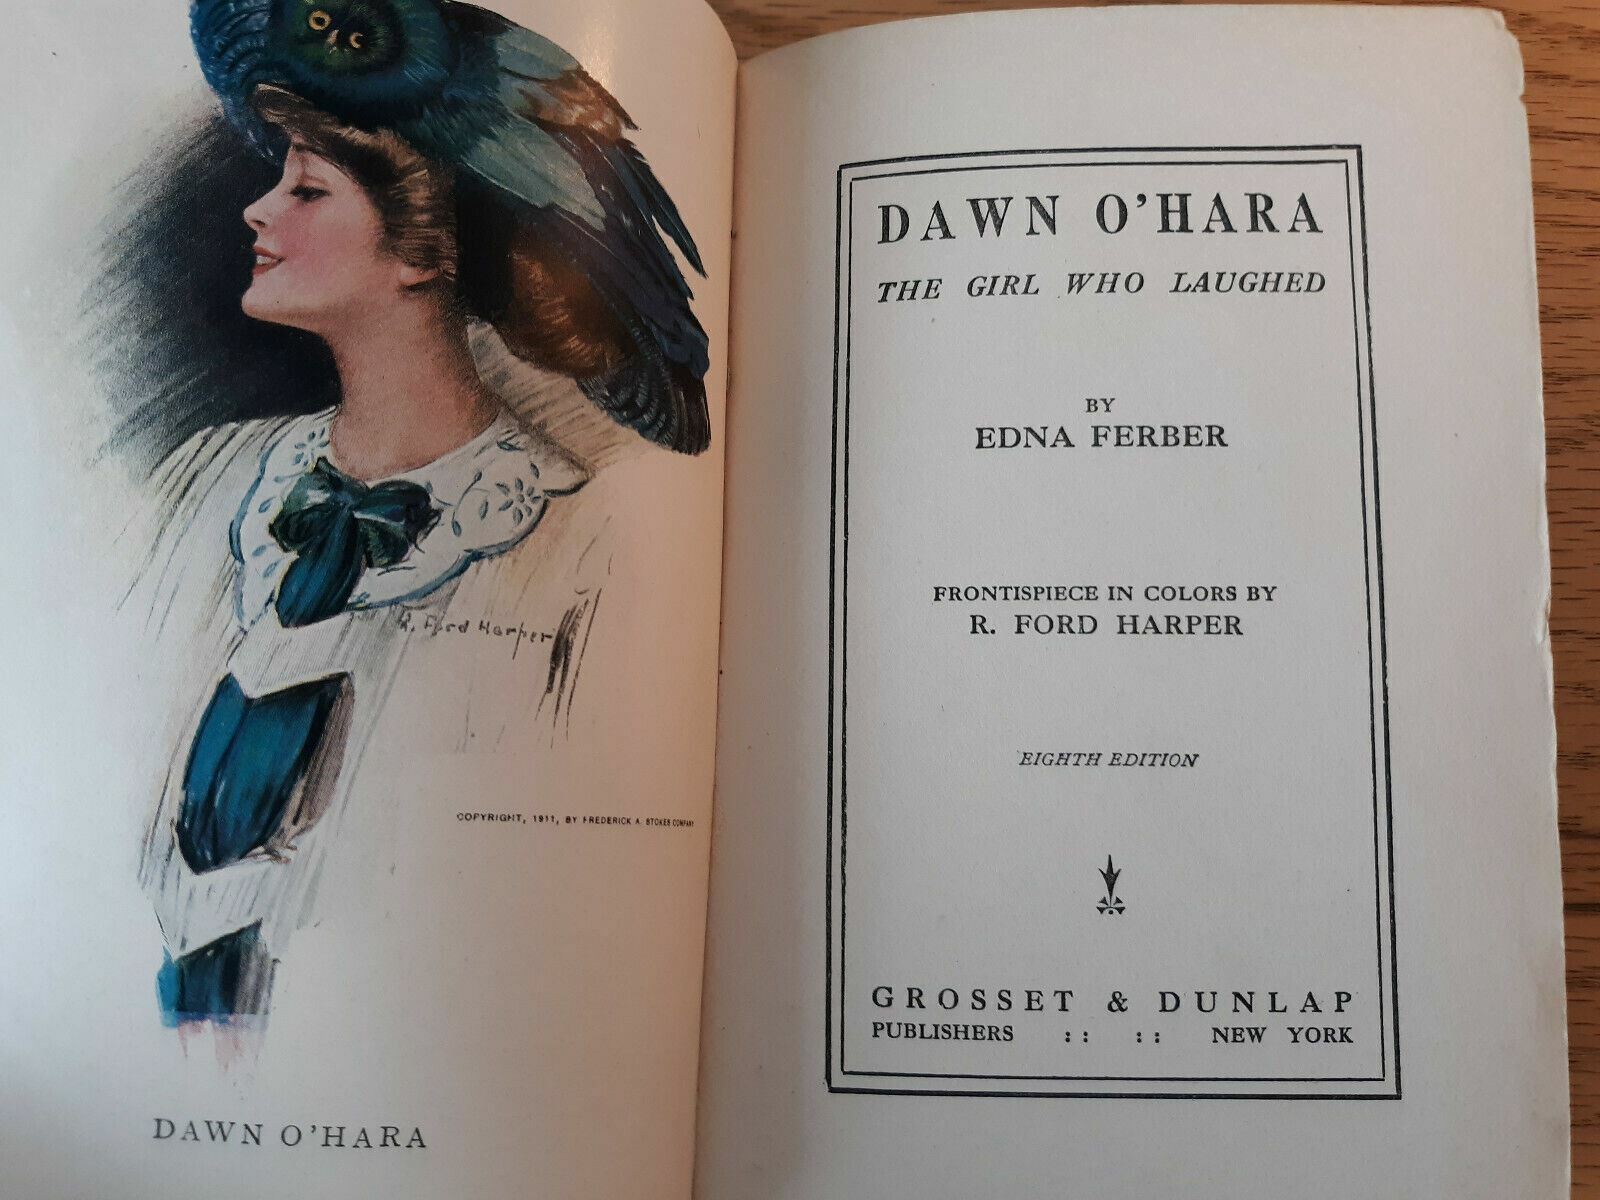 R. Ford Harper
COPYRIGHT, 1911, BY FREDERICK A. STOKES COMPANY
DAWN O'HARA
DAWN O'HARA
THE GIRL WHO LAUGHED
BY
EDNA FERBER
FRONTISPIECE IN COLORS BY
R. FORD HARPER
EIGHTH EDITION
GROSSET & DUNLAP
PUBLISHERS :: :: NEW YORK